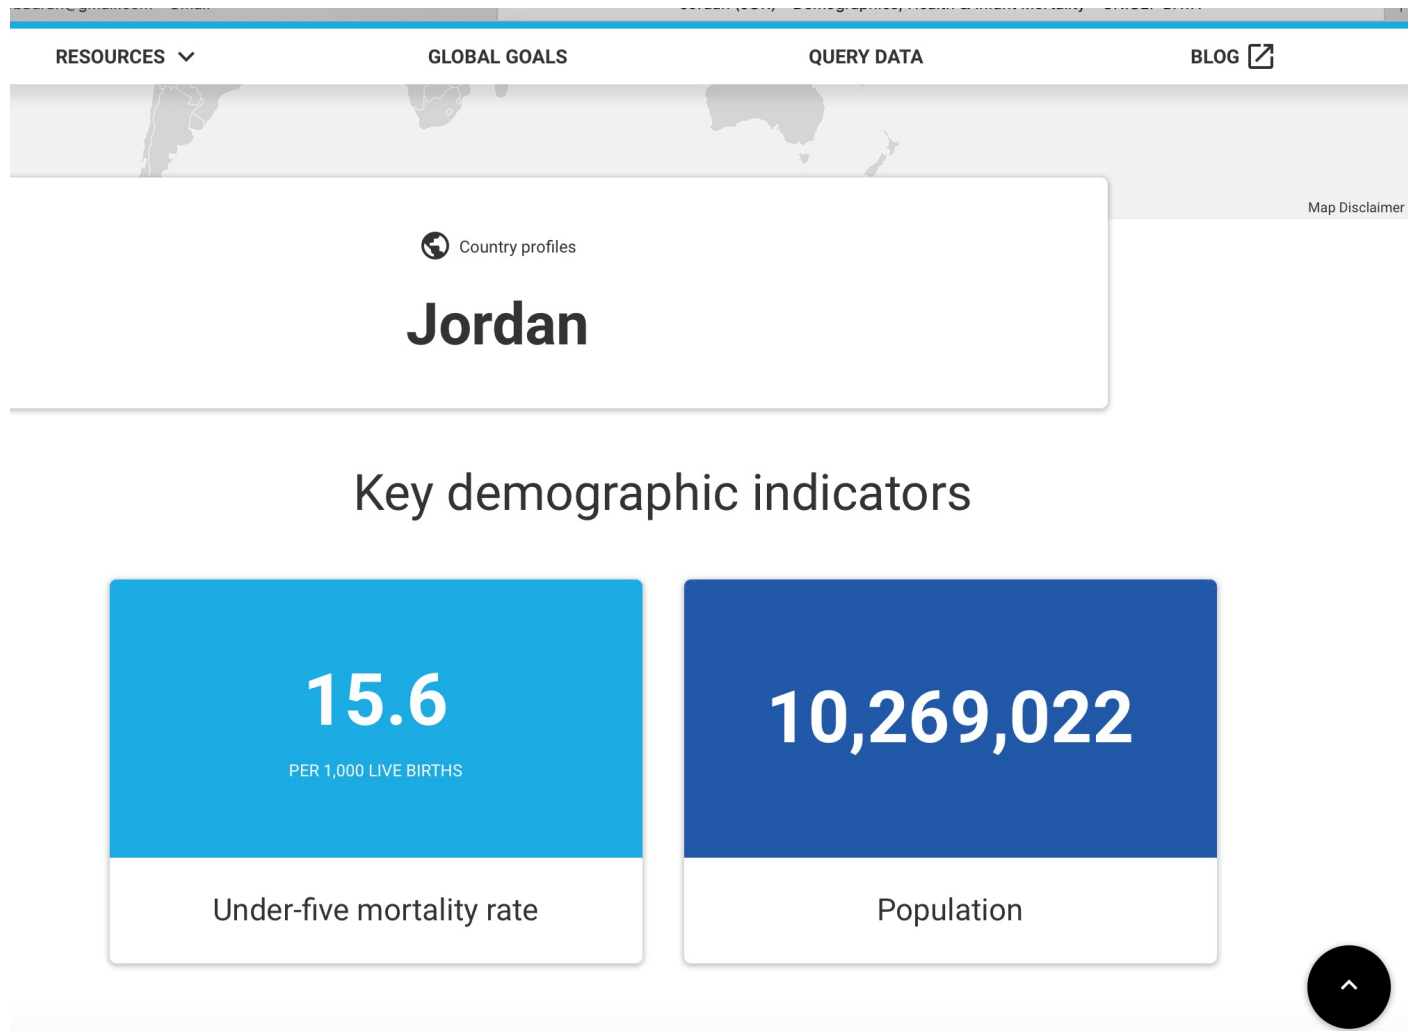 RESOURCES
GLOBAL GOALS
QUERY DATA
BLOG
Map Disclaimer
Country profiles
Jordan
Key demographic indicators
15.6
PER 1,000 LIVE BIRTHS
Under-five mortality rate
10,269,022
Population